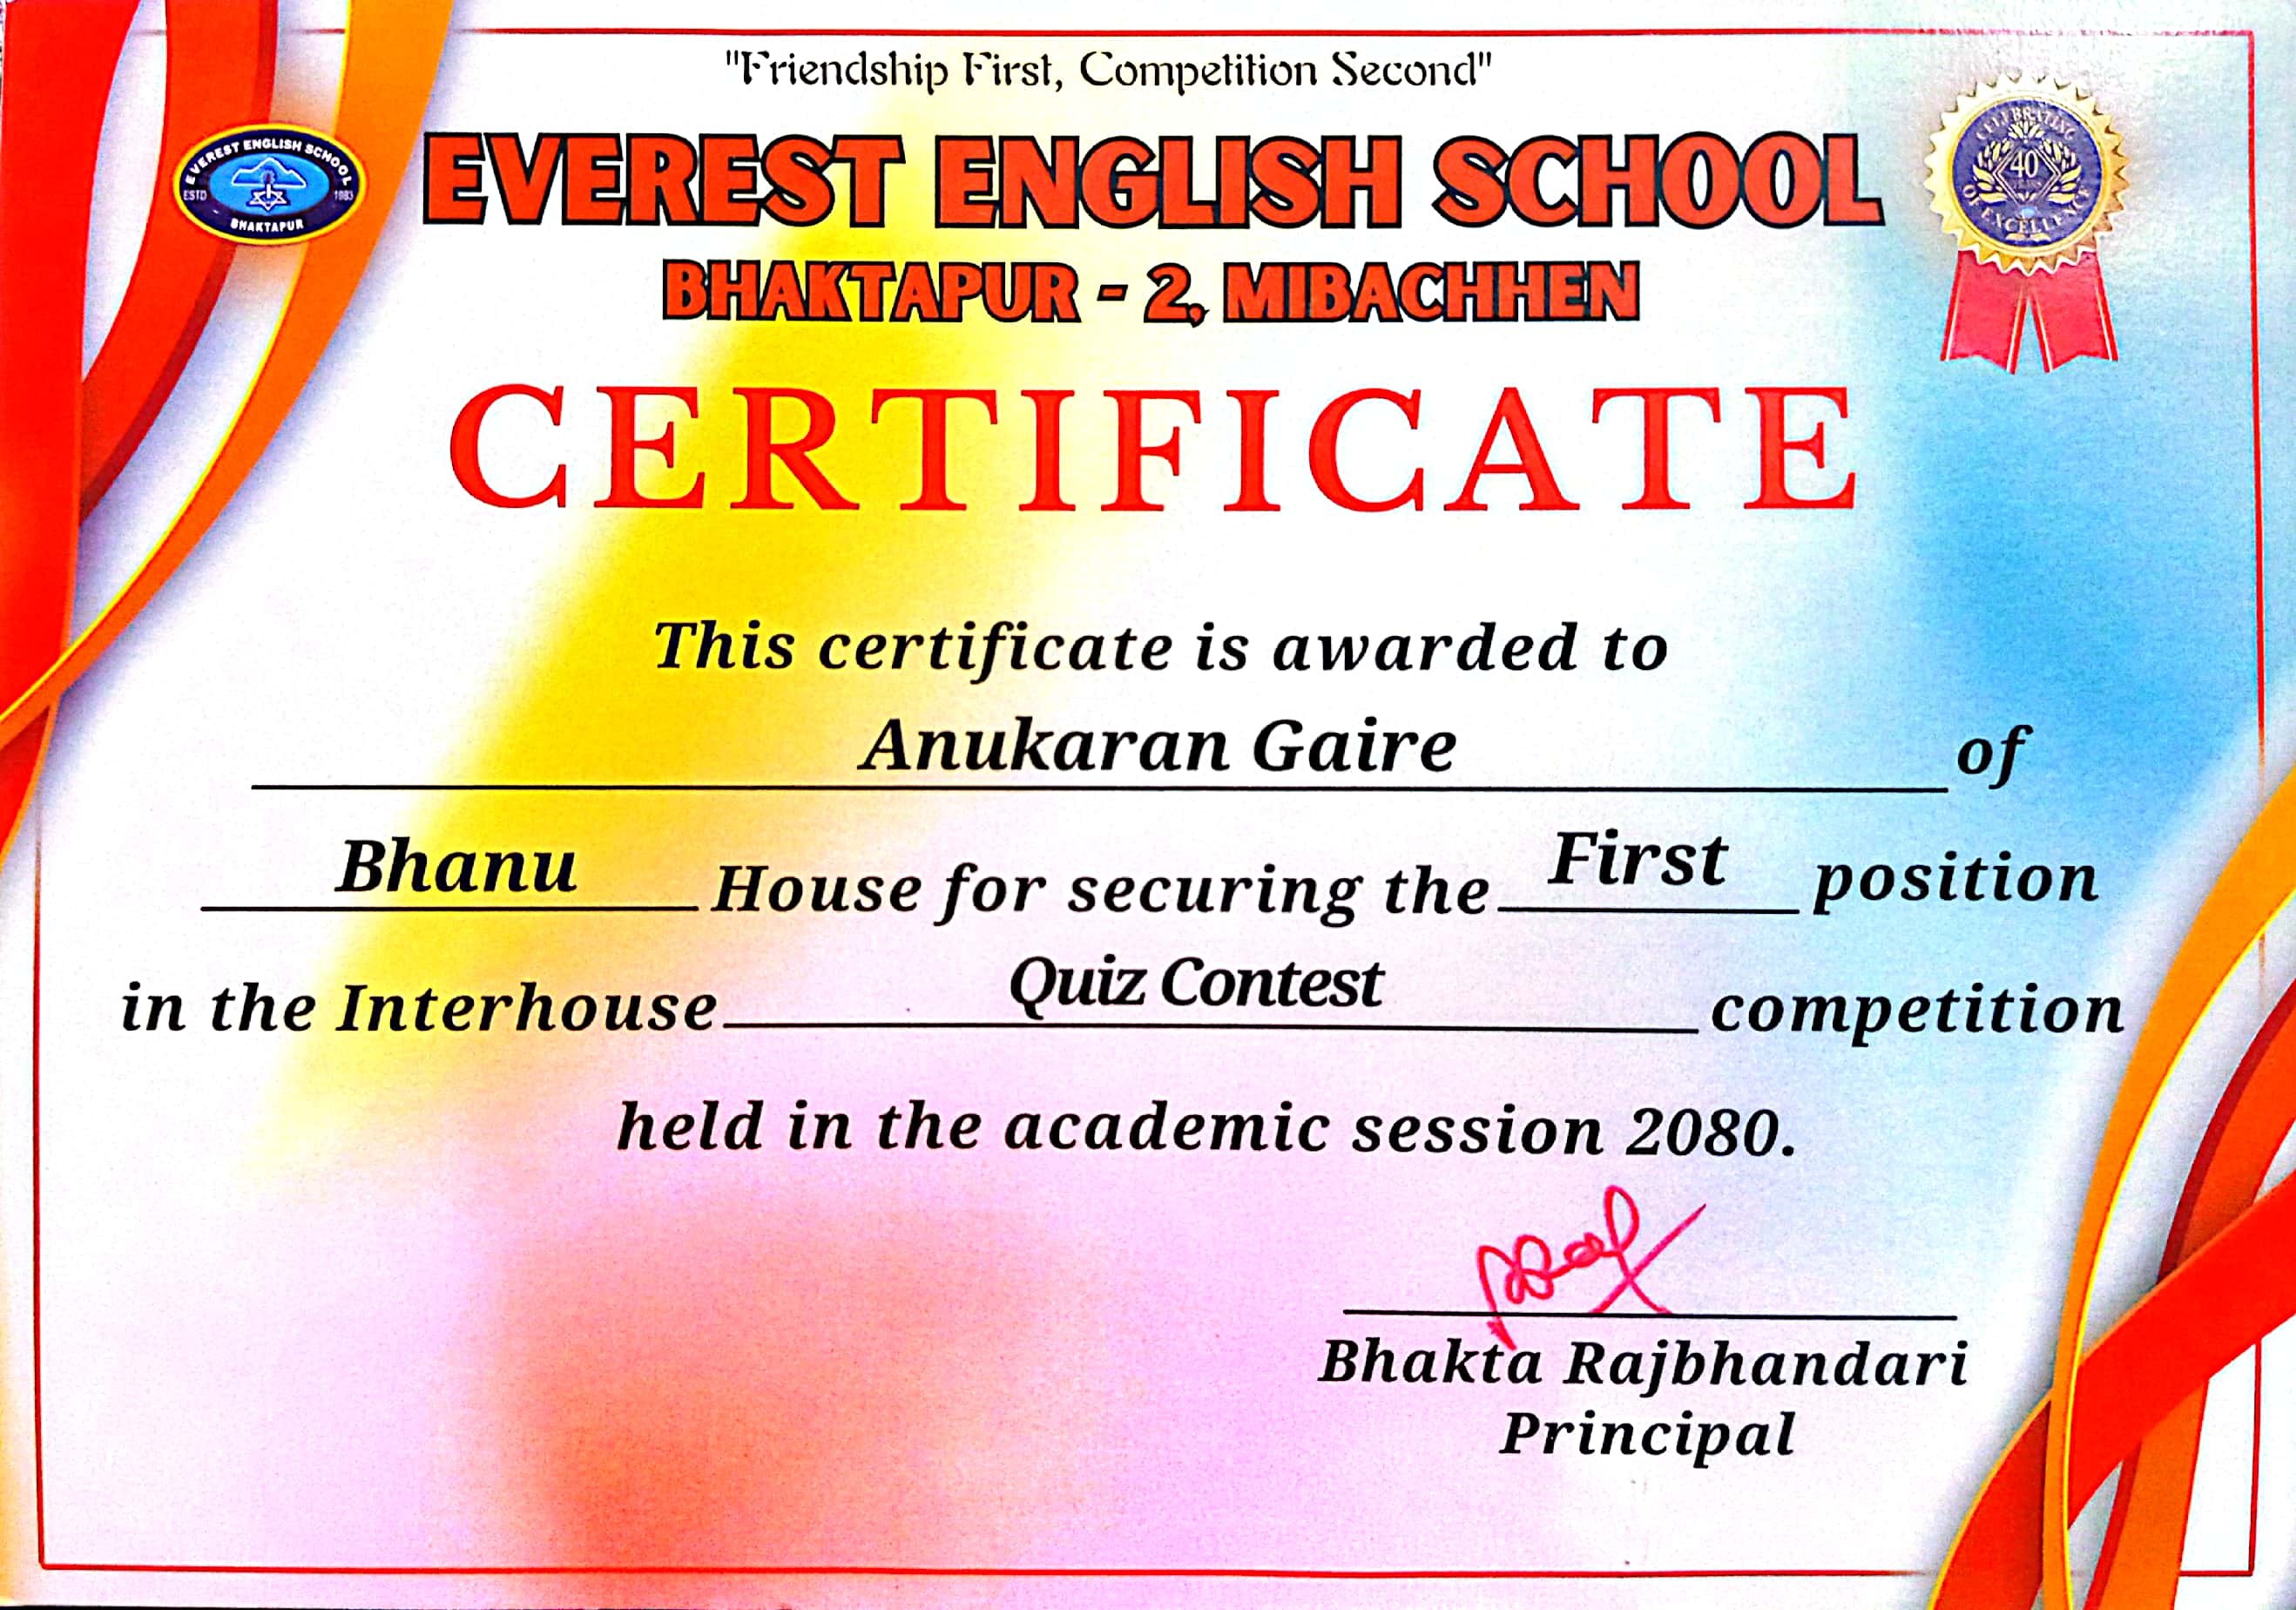 "Friendship First, Competition Second"
EVEREST ENGLISH SCHOOL
ESTD 1983
BHAKTAPUR
EVEREST ENGLISH SCHOOL
CELEBRATING
40
YEARS
OF EXCELLENCE
BHAKTAPUR - 2, MIBACHHEN
CERTIFICATE
This certificate is awarded to
Anukaran Gaire of
Bhanu House for securing the First position
in the Interhouse Quiz Contest competition
held in the academic session 2080.
Bhakta Rajbhandari
Principal